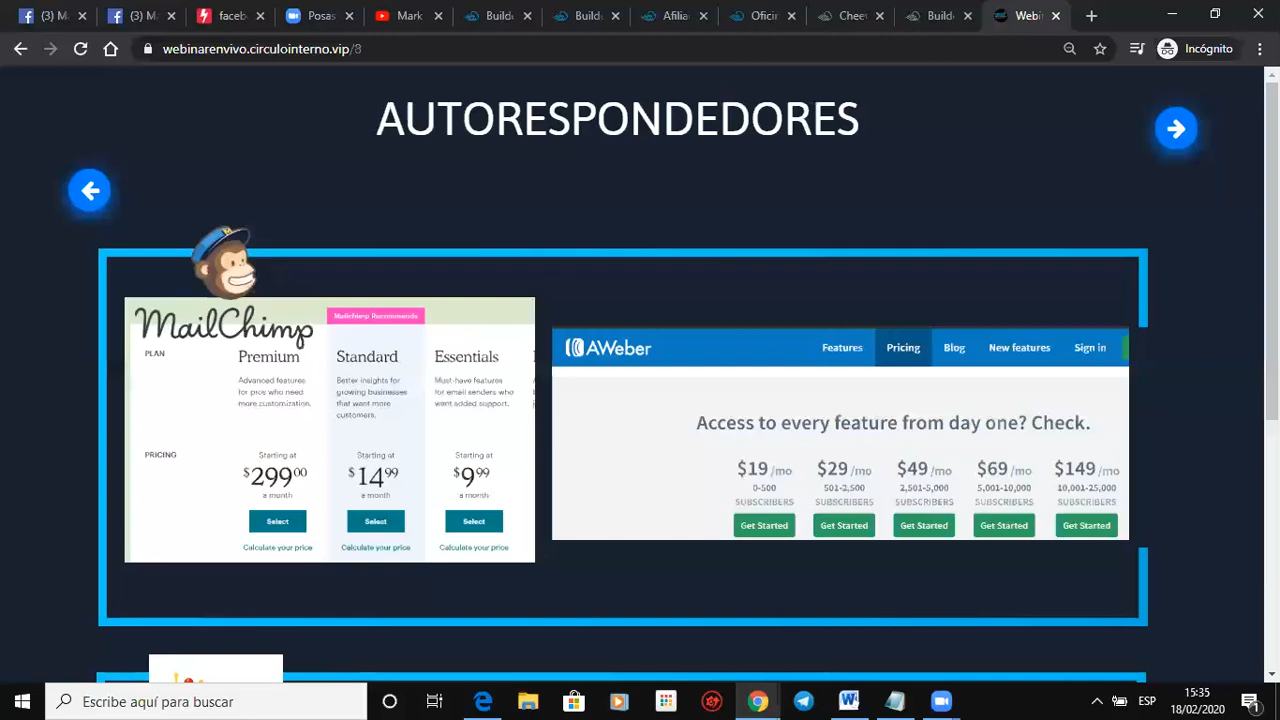 (3) M
(3) M
faceb
Posas
Mark
Builde
Builde
Afiliar
Oficir
Cheev
Builde
Webir
webinarenvivo.circulointerno.vip/8
Incógnito
AUTORESPONDEDORES
MailChimp
Mailchimp Recommends
PLAN
Premium
Standard
Essentials
Advanced features
for pros who need
more customization.
Better insights for
growing businesses
that want more
customers.
Must-have features
for email senders who
want added support.
PRICING
Starting at
$299.00
a month
Select
Calculate your price
Starting at
$14.99
a month
Select
Calculate your price
Starting at
$9.99
a month
Select
Calculate your price
AWeber
Features
Pricing
Blog
New features
Sign in
Access to every feature from day one? Check.
$19 /mo
0-500
SUBSCRIBERS
Get Started
$29 /mo
501-2,500
SUBSCRIBERS
Get Started
$49 /mo
2,501-5,000
SUBSCRIBERS
Get Started
$69 /mo
5,001-10,000
SUBSCRIBERS
Get Started
$149 /mo
10,001-25,000
SUBSCRIBERS
Get Started
Escribe aquí para buscar
ESP
15:35
18/02/2020